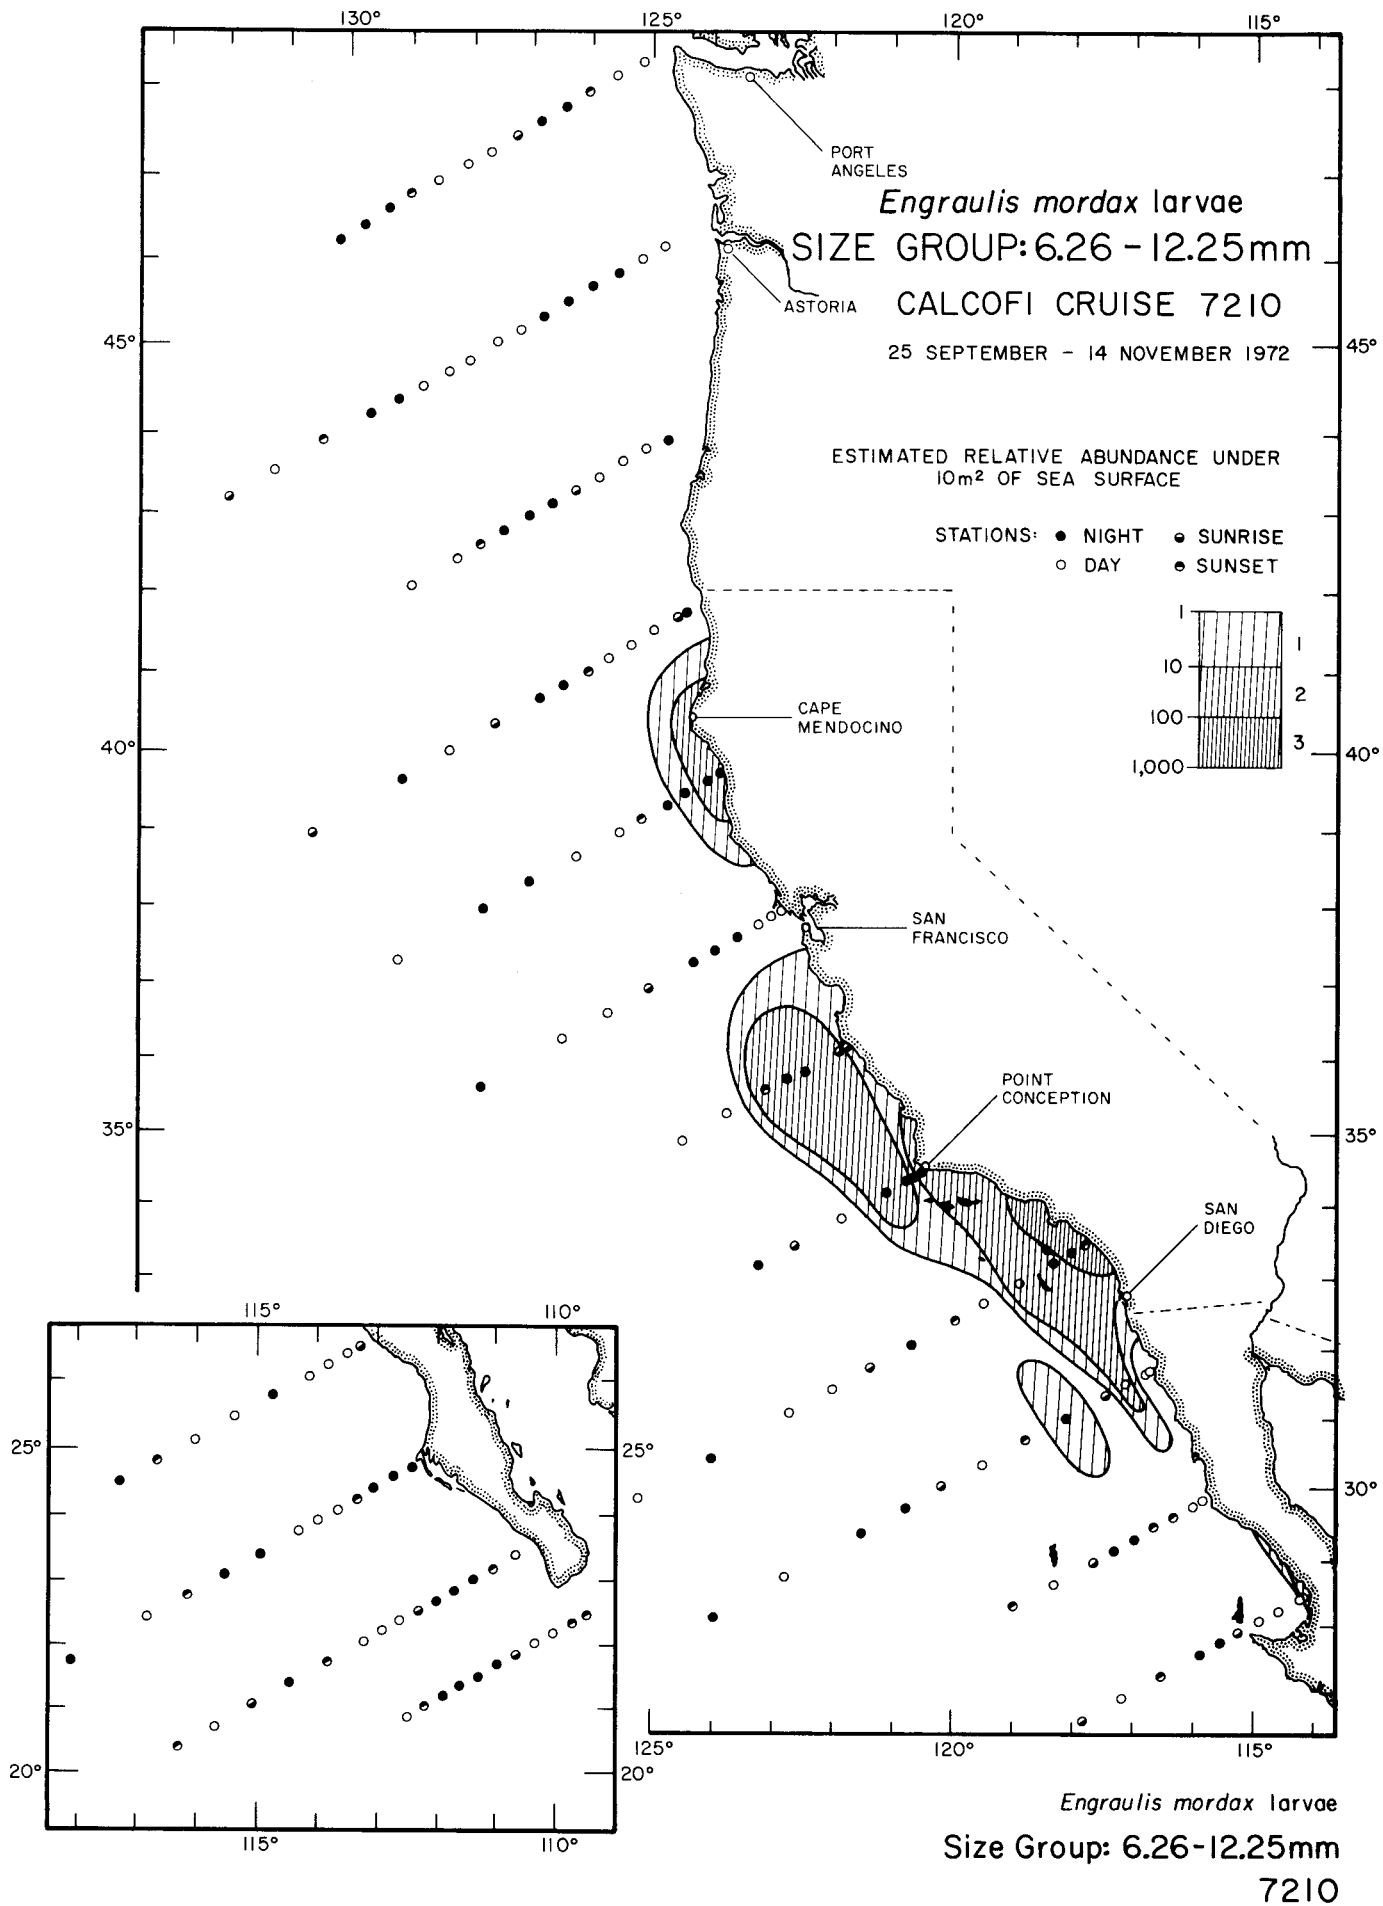 130°
125°
120°
115°
PORT
ANGELES
Engraulis mordax larvae
SIZE GROUP: 6.26 - 12.25mm
ASTORIA
CALCOFI CRUISE 7210
45°
45°
25 SEPTEMBER - 14 NOVEMBER 1972
ESTIMATED RELATIVE ABUNDANCE UNDER
10m² OF SEA SURFACE
STATIONS: ● NIGHT SUNRISE
○ DAY SUNSET
1
1
10
2
100
3
1,000
CAPE
MENDOCINO
40°
40°
SAN
FRANCISCO
POINT
CONCEPTION
35°
35°
SAN
DIEGO
115°
110°
25°
25°
30°
125°
120°
115°
20°
20°
115°
110°
Engraulis mordax larvae
Size Group: 6.26-12.25mm
7210